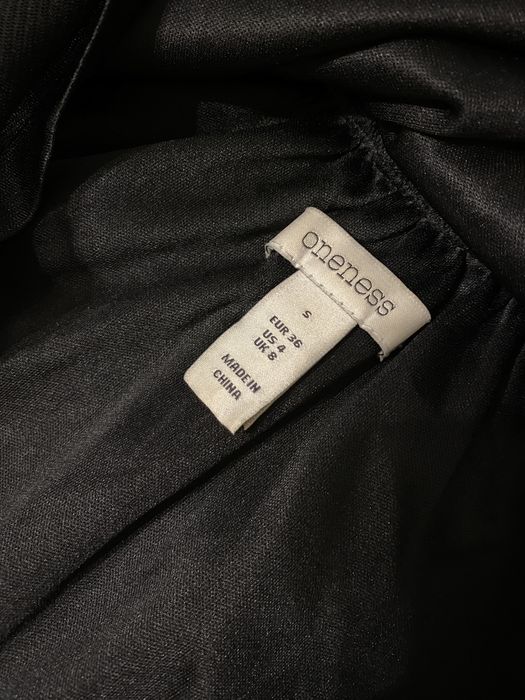 oneness
S
EUR 36
US 4
UK 8
MADE IN
CHINA